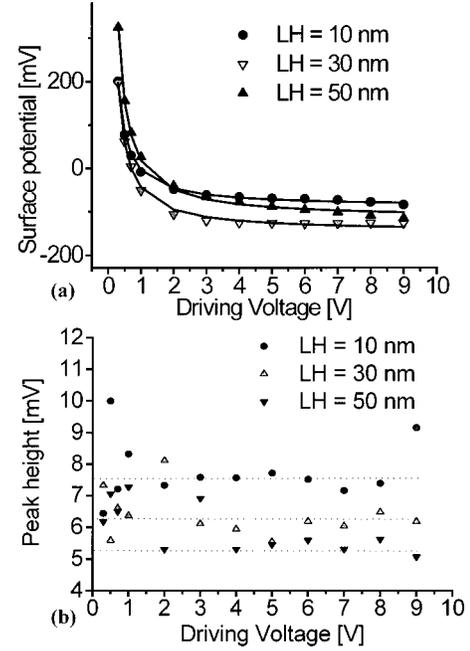 LH = 10 nm
LH = 30 nm
LH = 50 nm
Surface potential [mV]
200
0
-200
0 1 2 3 4 5 6 7 8 9 10
(a)
Driving Voltage [V]
12
11
10
9
8
7
6
5
4
LH = 10 nm
LH = 30 nm
LH = 50 nm
Peak height [mV]
0 1 2 3 4 5 6 7 8 9 10
(b)
Driving Voltage [V]